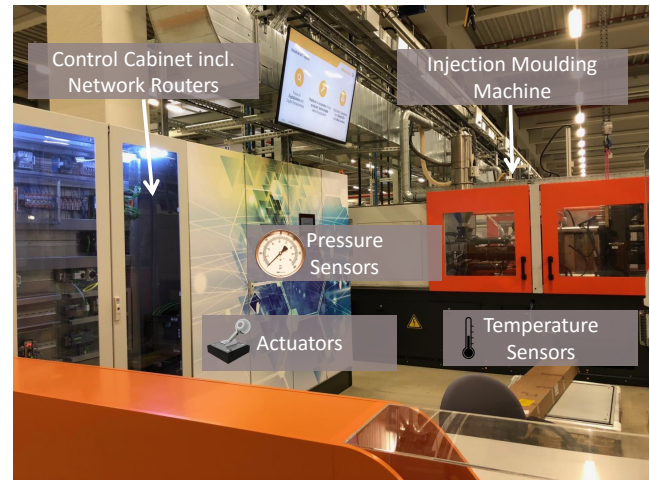 Control Cabinet incl.
Network Routers
Injection Moulding
Machine
Pressure
Sensors
Actuators
Temperature
Sensors